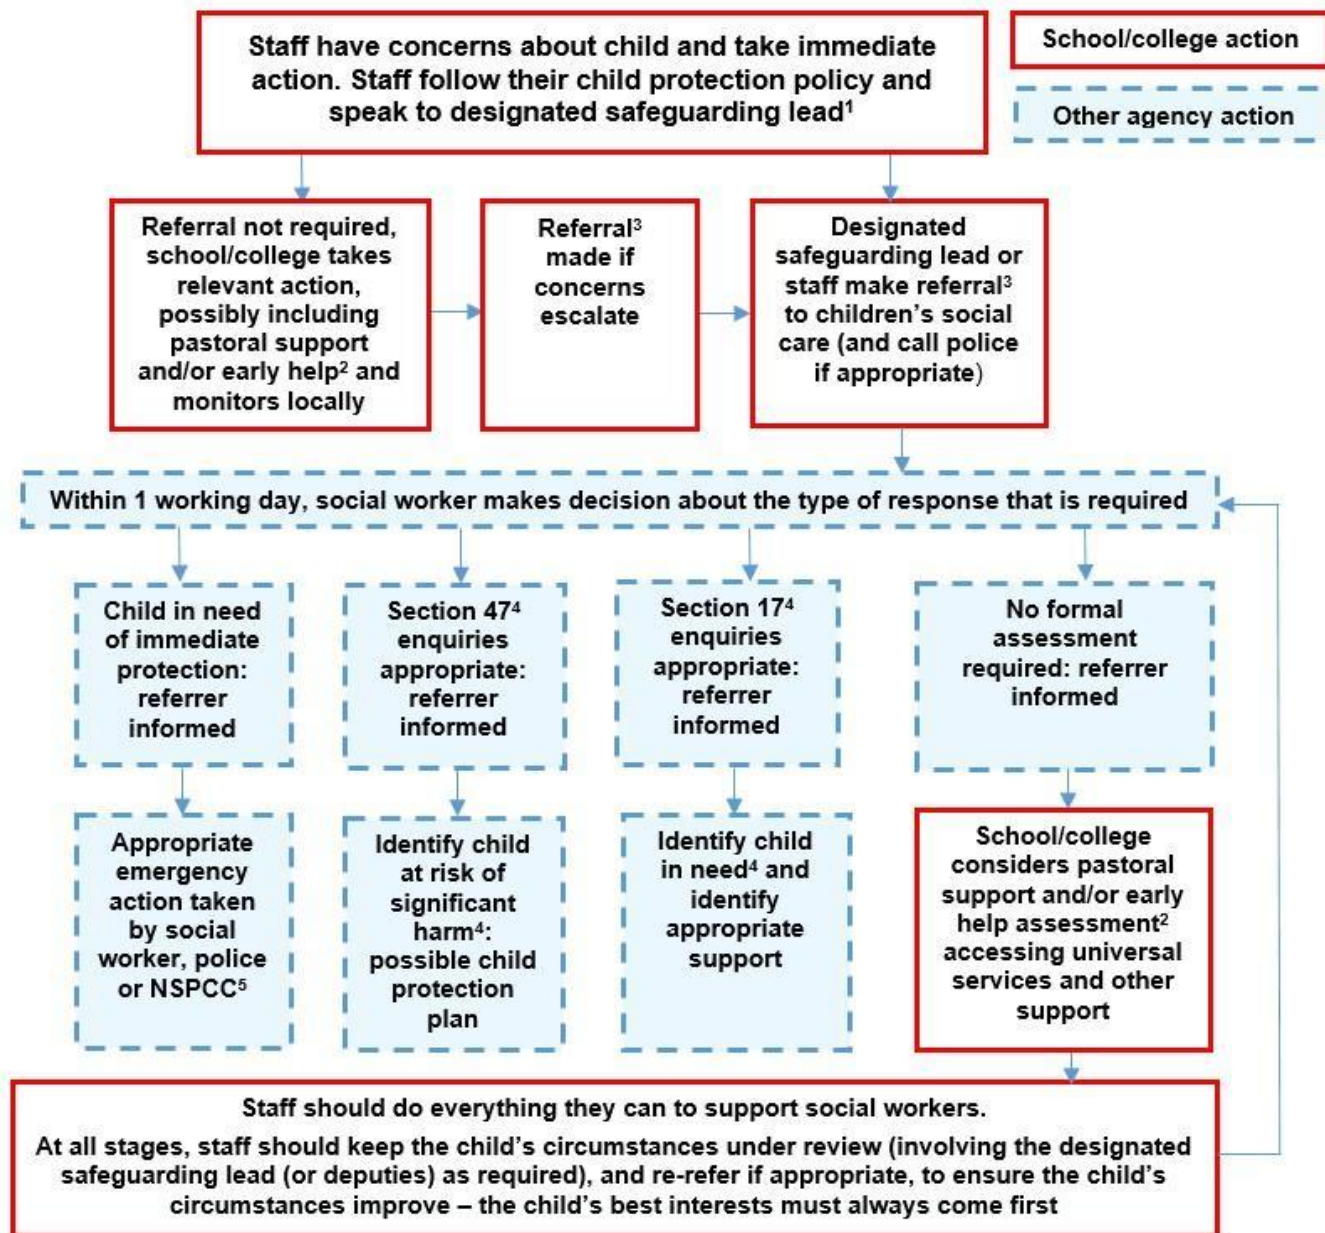 Staff have concerns about child and take immediate
action. Staff follow their child protection policy and
speak to designated safeguarding lead¹
School/college action
Other agency action
Referral not required,
school/college takes
relevant action,
possibly including
pastoral support
and/or early help² and
monitors locally
Referral³
made if
concerns
escalate
Designated
safeguarding lead or
staff make referral³
to children’s social
care (and call police
if appropriate)
Within 1 working day, social worker makes decision about the type of response that is required
Child in need
of immediate
protection:
referrer
informed
Section 47⁴
enquiries
appropriate:
referrer
informed
Section 17⁴
enquiries
appropriate:
referrer
informed
No formal
assessment
required: referrer
informed
Appropriate
emergency
action taken
by social
worker, police
or NSPCC⁵
Identify child
at risk of
significant
harm⁴:
possible child
protection
plan
Identify child
in need⁴ and
identify
appropriate
support
School/college
considers pastoral
support and/or early
help assessment²
accessing universal
services and other
support
Staff should do everything they can to support social workers.
At all stages, staff should keep the child’s circumstances under review (involving the designated
safeguarding lead (or deputies) as required), and re-refer if appropriate, to ensure the child’s
circumstances improve – the child’s best interests must always come first